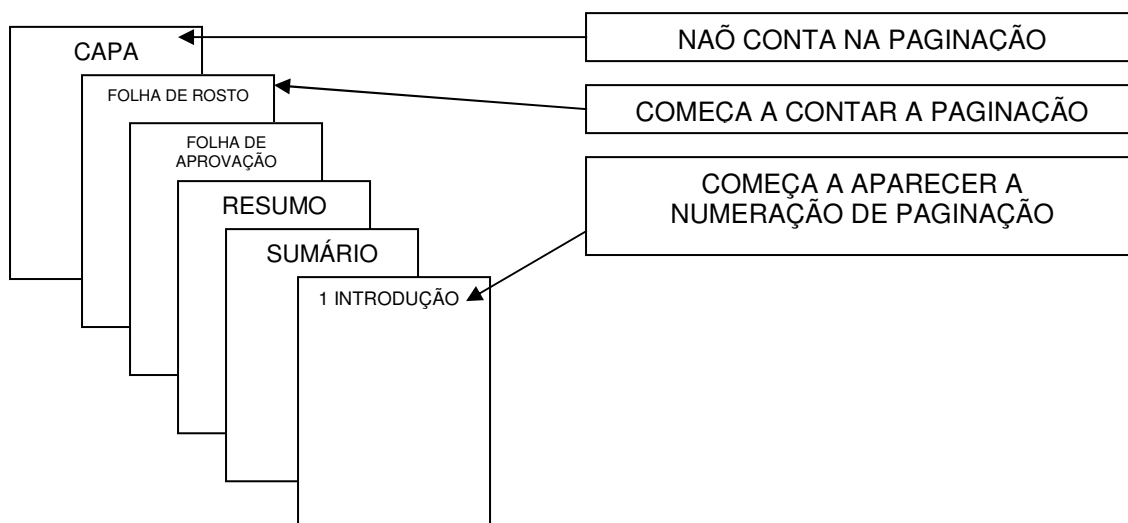 CAPA
NAÕ CONTA NA PAGINAÇÃO
FOLHA DE ROSTO
COMEÇA A CONTAR A PAGINAÇÃO
FOLHA DE
APROVAÇÃO
COMEÇA A APARECER A
NUMERAÇÃO DE PAGINAÇÃO
RESUMO
SUMÁRIO
1 INTRODUÇÃO